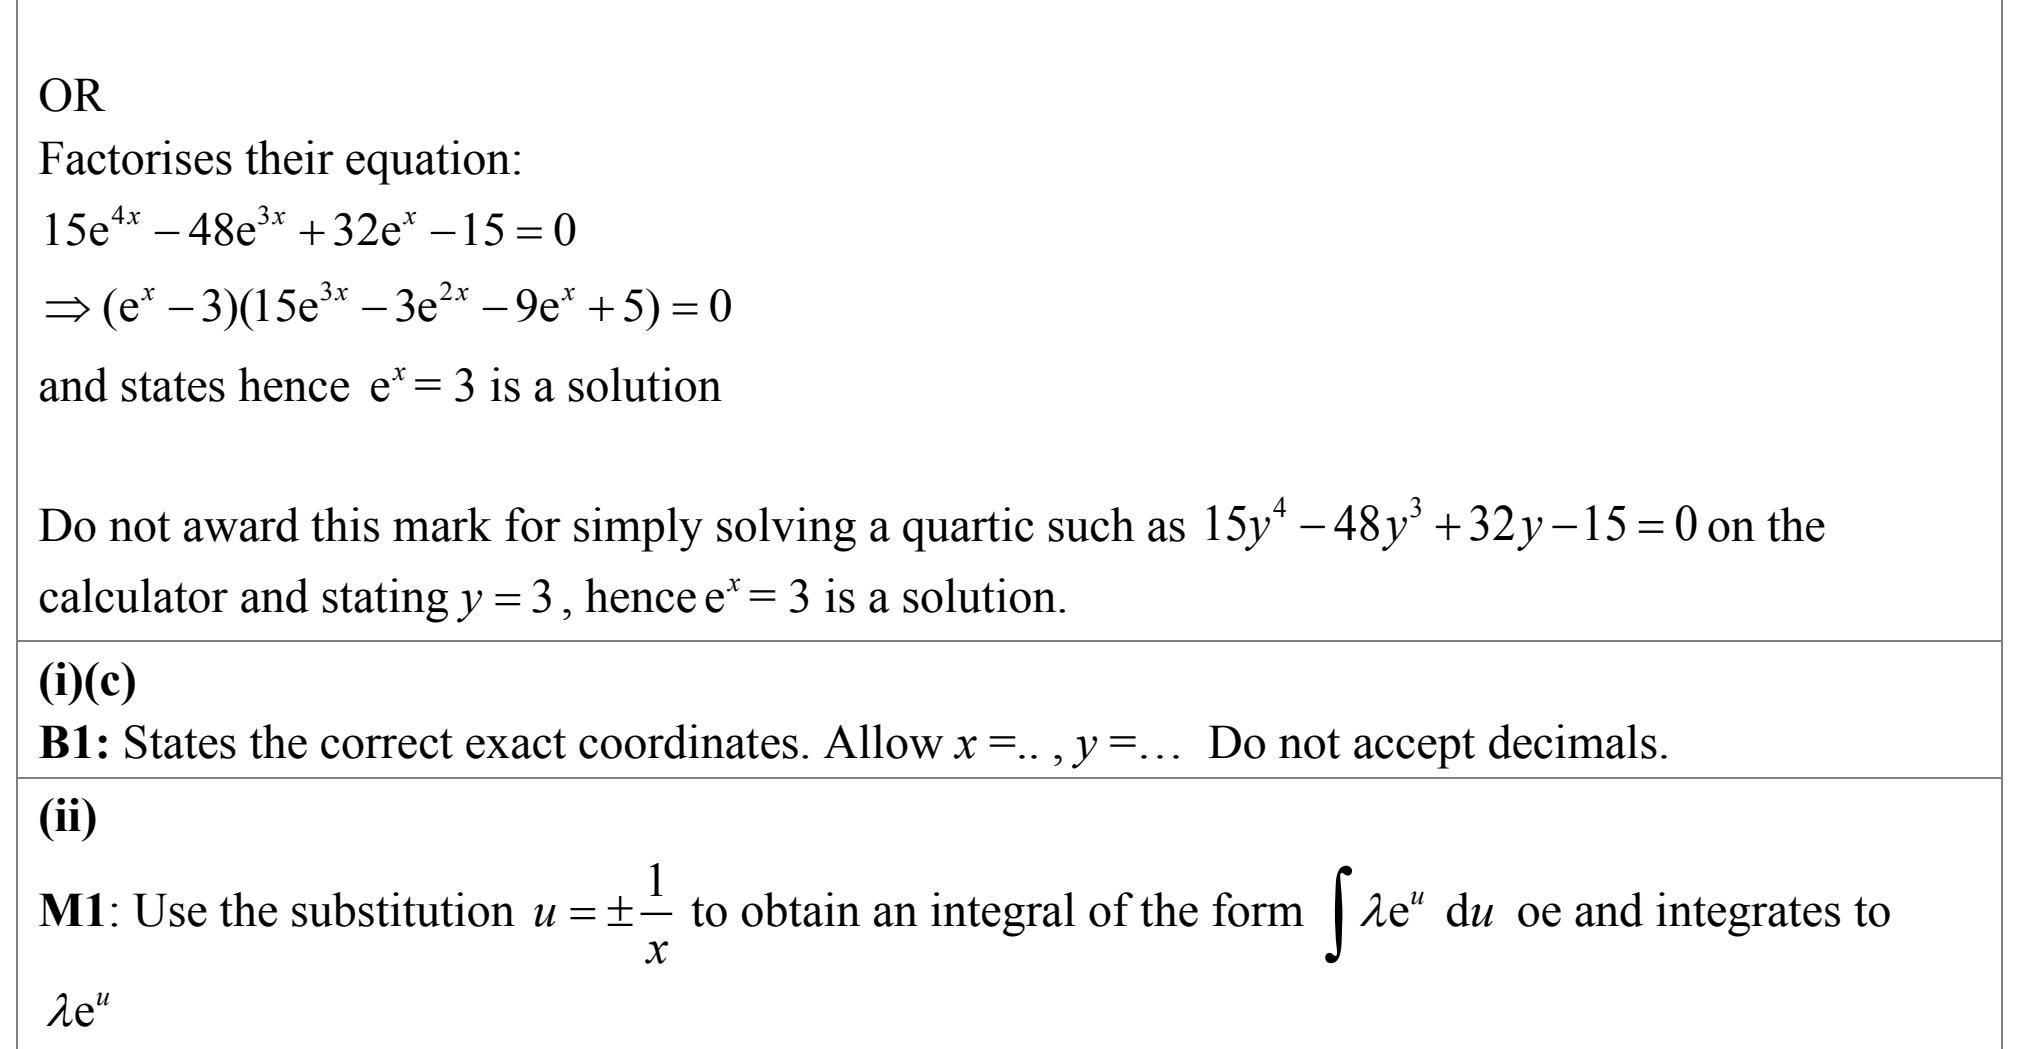 OR
Factorises their equation:
15e^{4x} − 48e^{3x} + 32e^{x} − 15 = 0
⇒ (e^{x} − 3)(15e^{3x} − 3e^{2x} − 9e^{x} + 5) = 0
and states hence e^{x} = 3 is a solution
Do not award this mark for simply solving a quartic such as 15y^{4} − 48y^{3} + 32y − 15 = 0 on the
calculator and stating y = 3, hence e^{x} = 3 is a solution.
(i)(c)
B1: States the correct exact coordinates. Allow x =.. , y =... Do not accept decimals.
(ii)
M1: Use the substitution u = ±\frac{1}{x} to obtain an integral of the form ∫ λe^{u} du oe and integrates to
λe^{u}